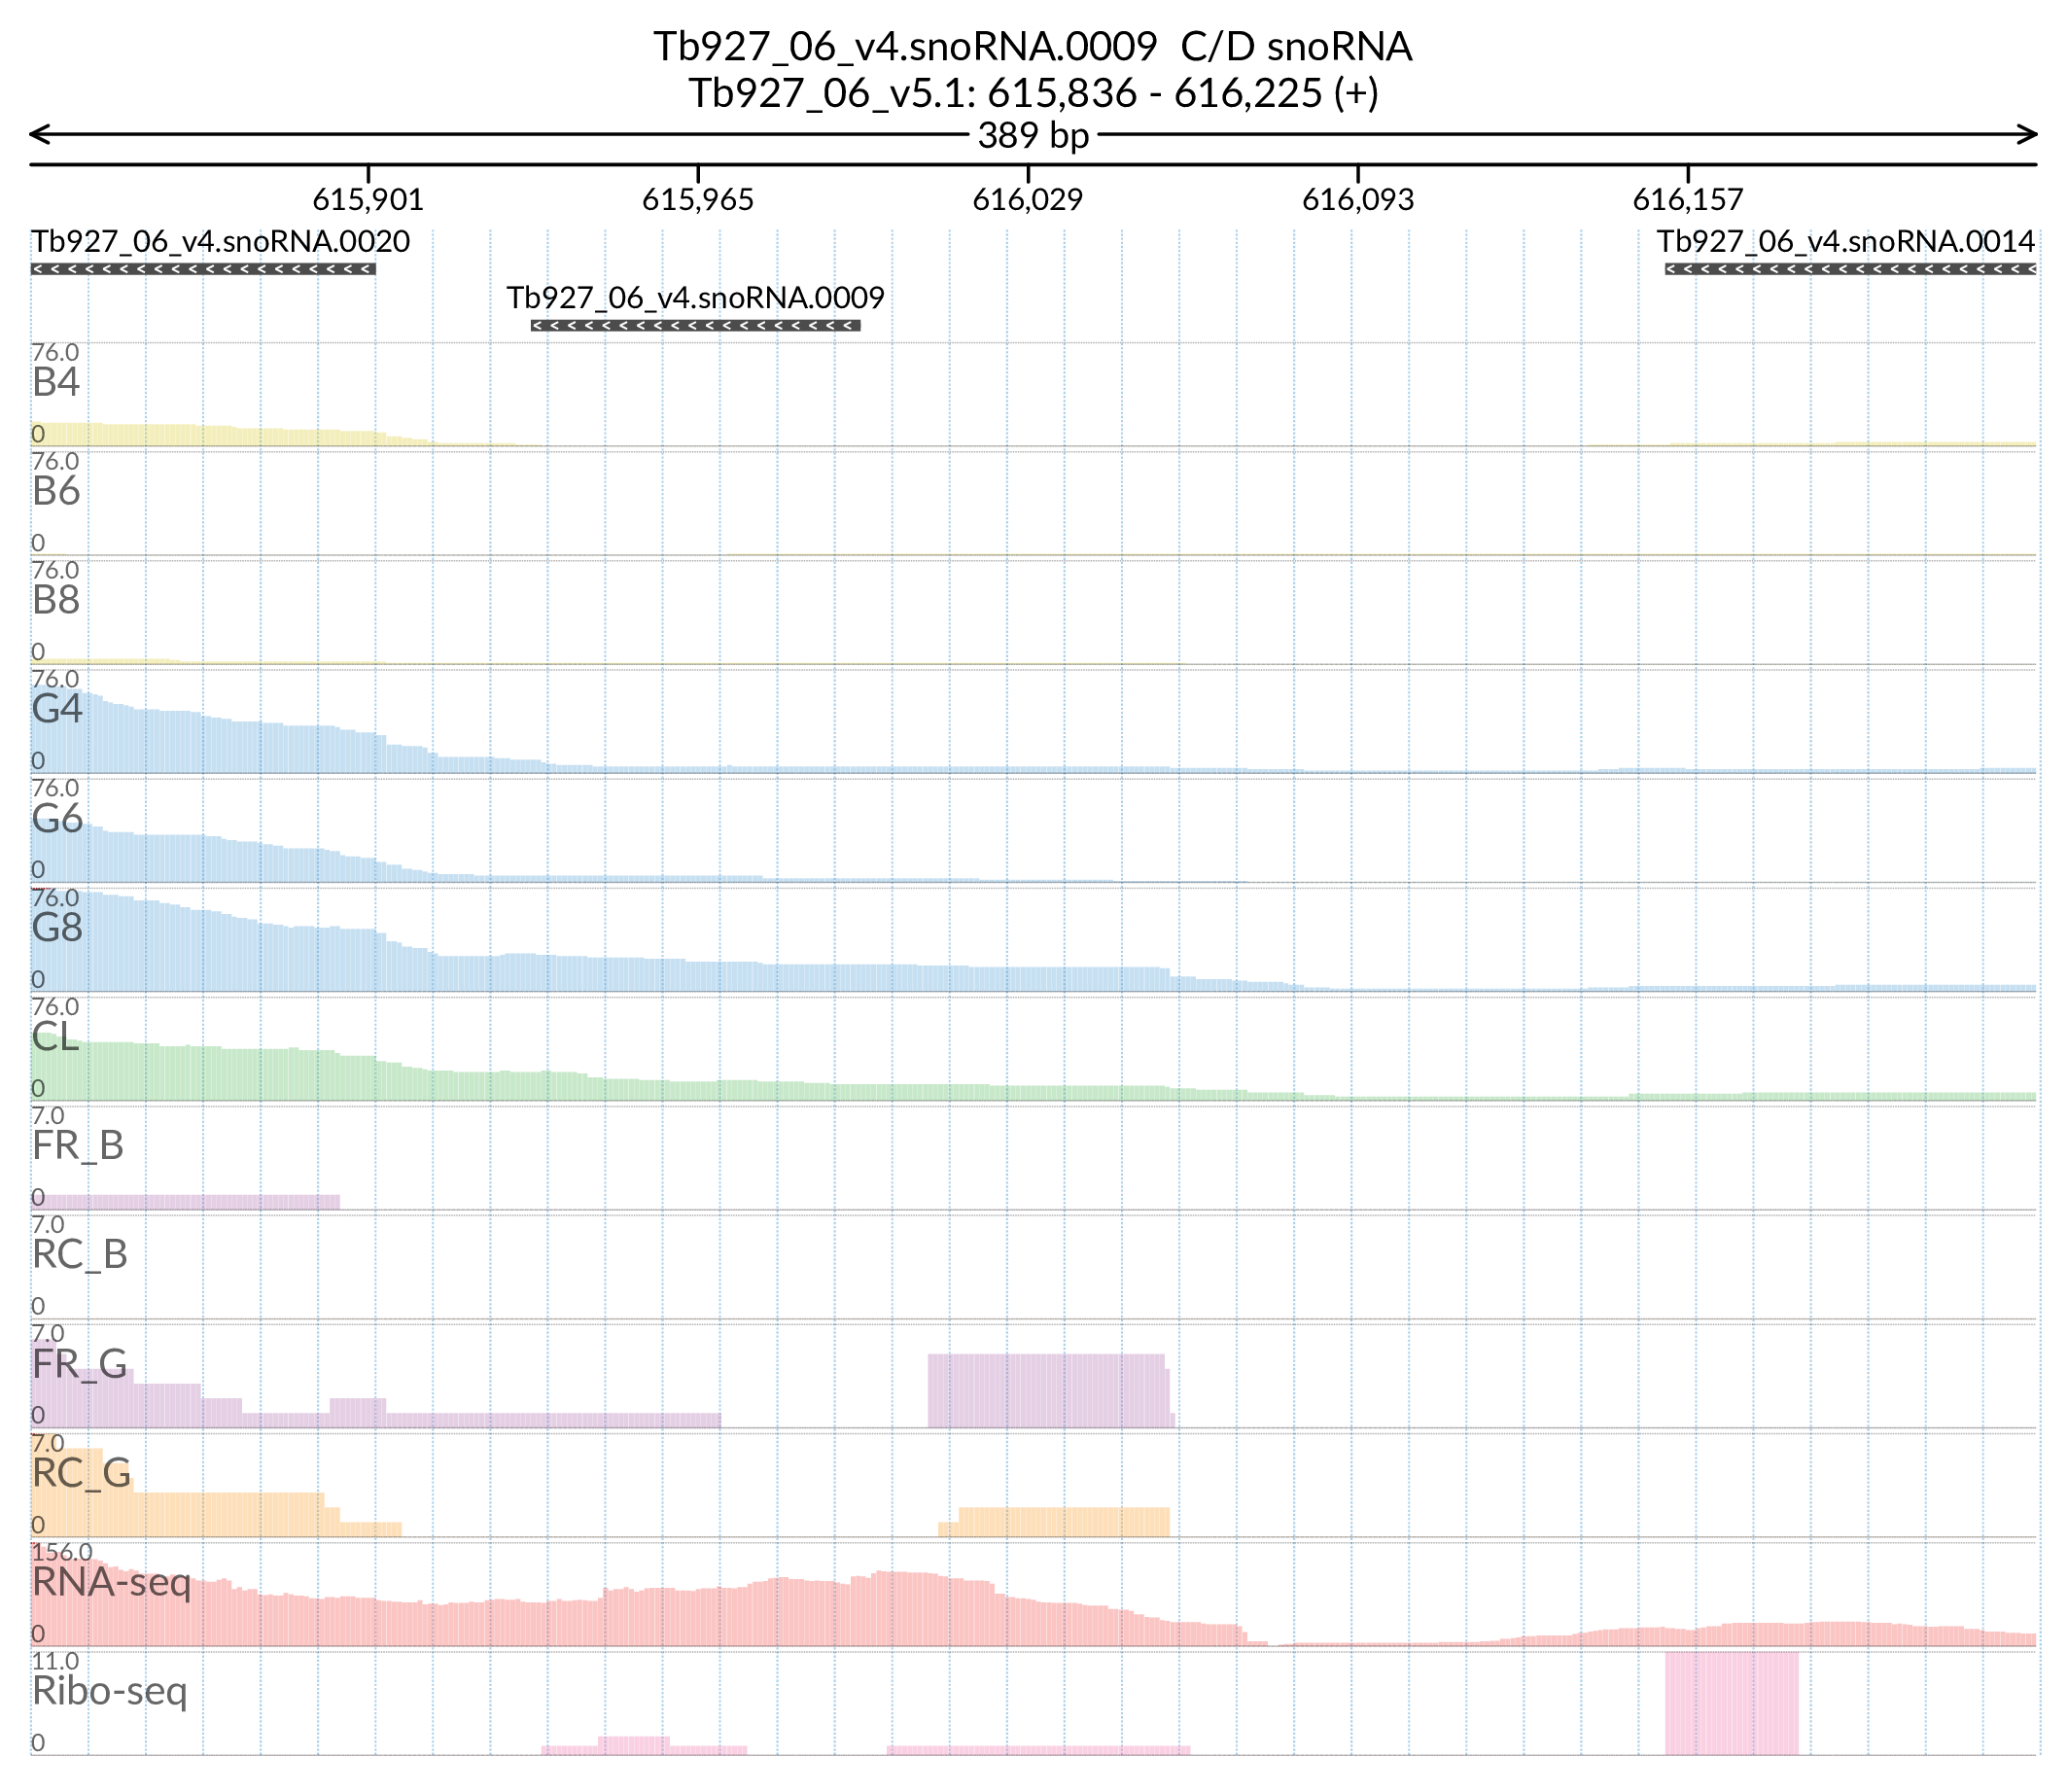 Tb927_06_v4.snoRNA.0009  C/D snoRNA
Tb927_06_v5.1: 615,836 - 616,225 (+)
389 bp
615,901 615,965 616,029 616,093 616,157
Tb927_06_v4.snoRNA.0020 Tb927_06_v4.snoRNA.0014
Tb927_06_v4.snoRNA.0009
76.0
B4
0
76.0
B6
0
76.0
B8
0
76.0
G4
0
76.0
G6
0
76.0
G8
0
76.0
CL
0
7.0
FR_B
0
7.0
RC_B
0
7.0
FR_G
0
7.0
RC_G
0
156.0
RNA-seq
0
11.0
Ribo-seq
0